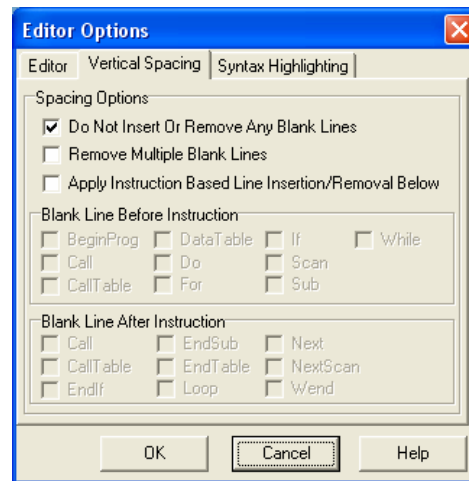 Editor Options
Editor Vertical Spacing Syntax Highlighting
Spacing Options
Do Not Insert Or Remove Any Blank Lines
Remove Multiple Blank Lines
Apply Instruction Based Line Insertion/Removal Below
Blank Line Before Instruction
BeginProg DataTable If While
Call Do Scan
CallTable For Sub
Blank Line After Instruction
Call EndSub Next
CallTable EndTable NextScan
EndIf Loop Wend
OK Cancel Help